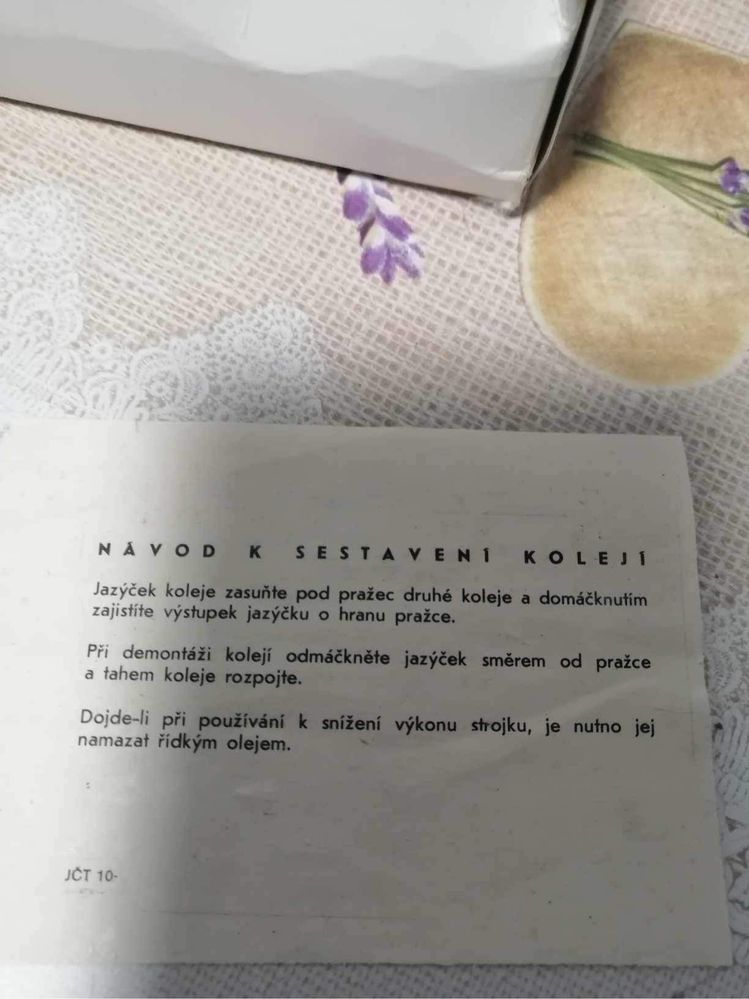 NÁVOD K SESTAVENÍ KOLEJÍ
Jazýček koleje zasuňte pod pražec druhé koleje a domáčknutím
zajistíte výstupek jazýčku o hranu pražce.
Při demontáži kolejí odmáčkněte jazýček směrem od pražce
a tahem koleje rozpojte.
Dojde-li při používání k snížení výkonu strojku, je nutno jej
namazat řídkým olejem.
JČT 10-